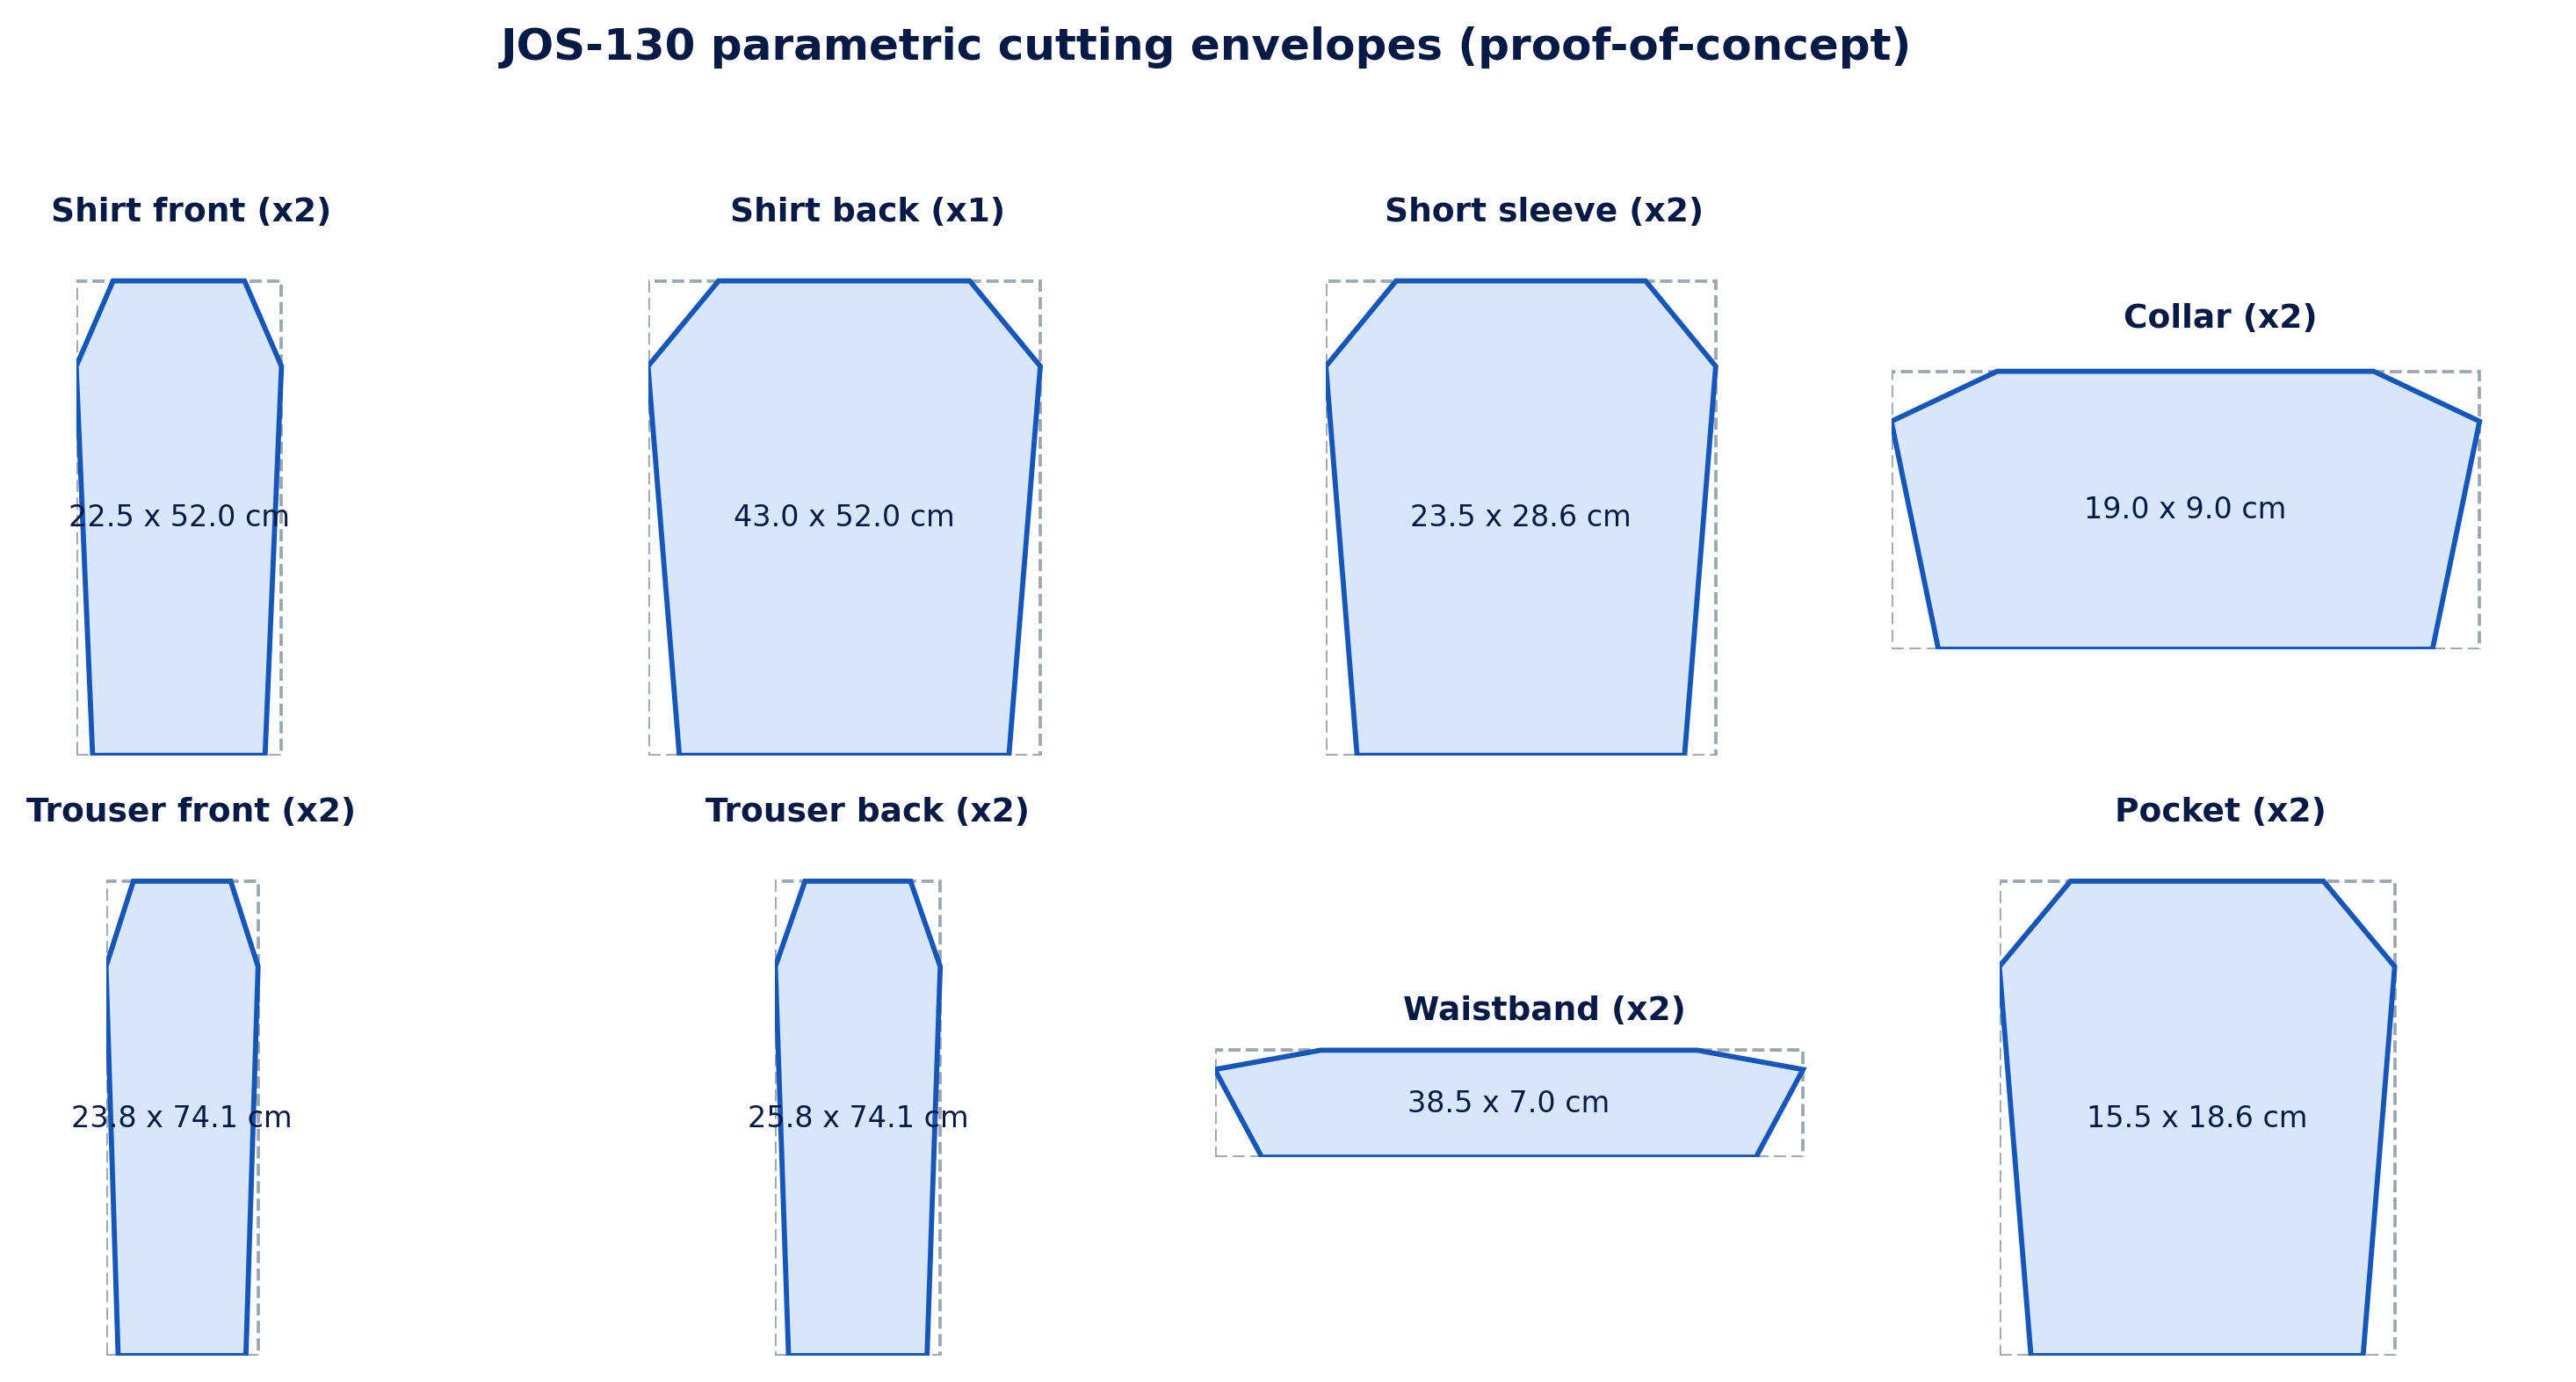 JOS-130 parametric cutting envelopes (proof-of-concept)
Shirt front (x2)
22.5 x 52.0 cm
Shirt back (x1)
43.0 x 52.0 cm
Short sleeve (x2)
23.5 x 28.6 cm
Collar (x2)
19.0 x 9.0 cm
Trouser front (x2)
23.8 x 74.1 cm
Trouser back (x2)
25.8 x 74.1 cm
Waistband (x2)
38.5 x 7.0 cm
Pocket (x2)
15.5 x 18.6 cm